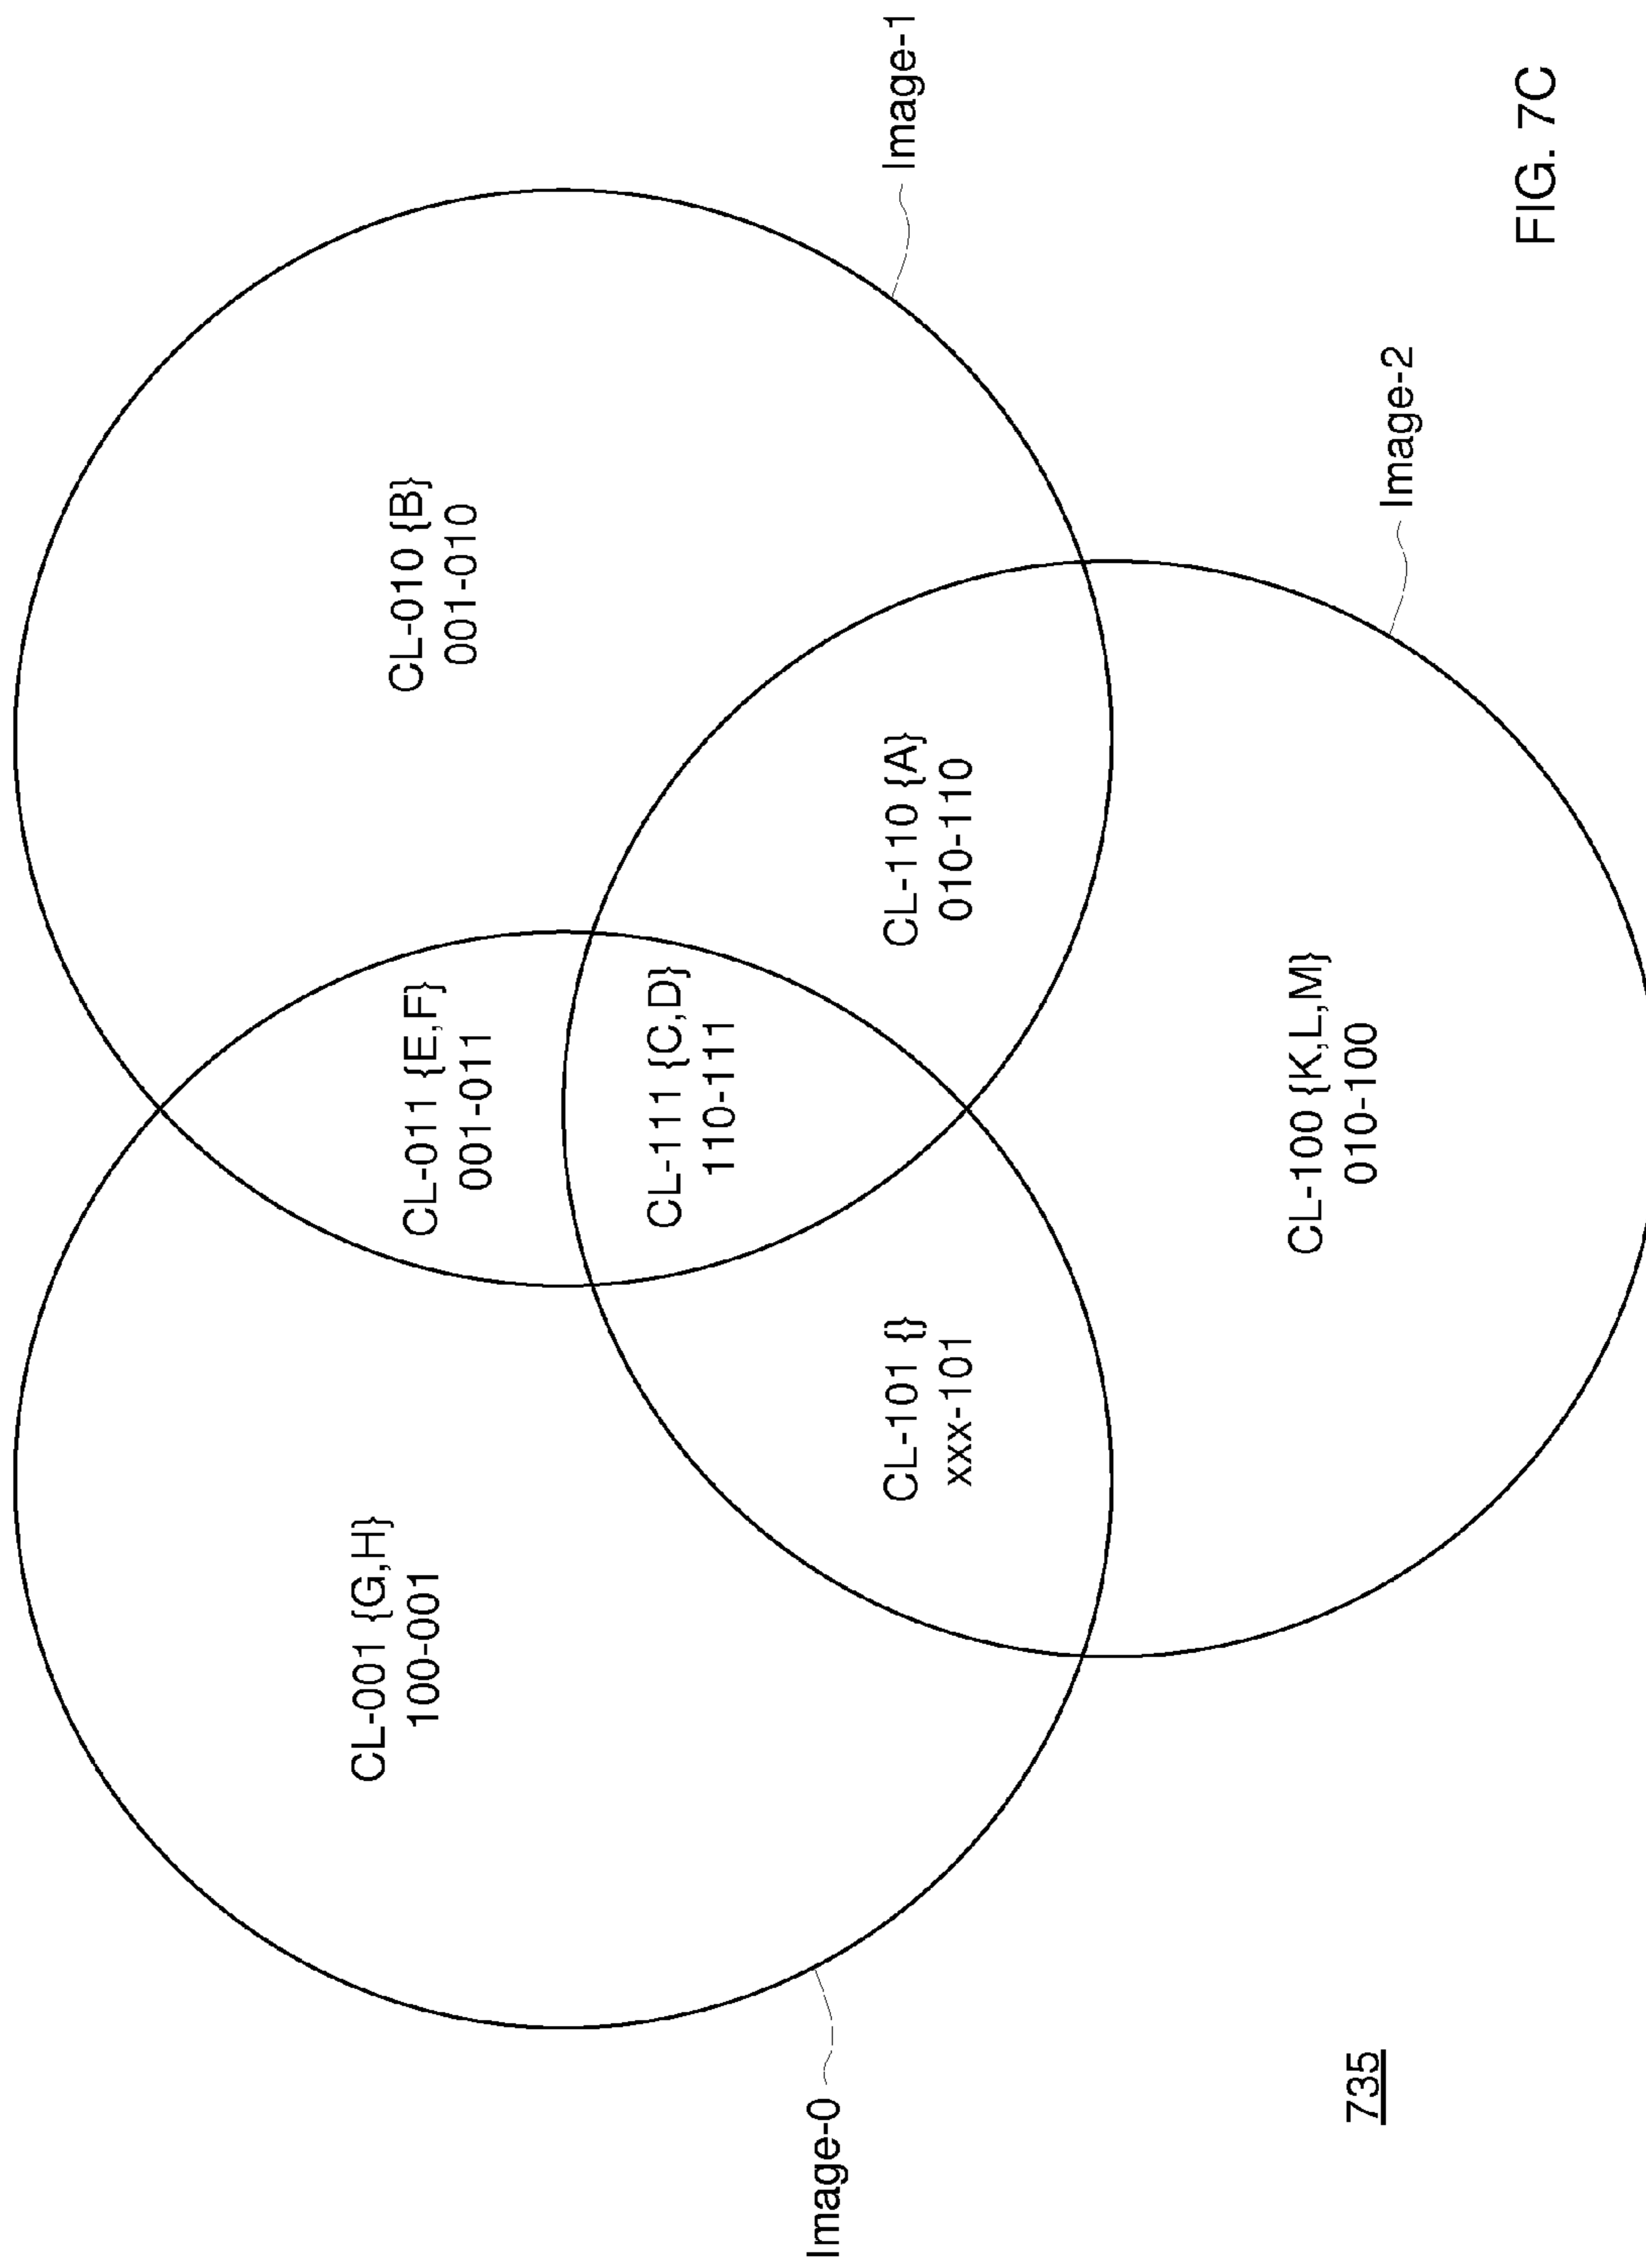 CL-001 {G,H}
100-001
CL-011 {E,F}
001-011
CL-010 {B}
001-010
CL-111 {C,D}
110-111
CL-101 {}
xxx-101
CL-110 {A}
010-110
CL-100 {K,L,M}
010-100
Image-0
Image-1
Image-2
735
FIG. 7C